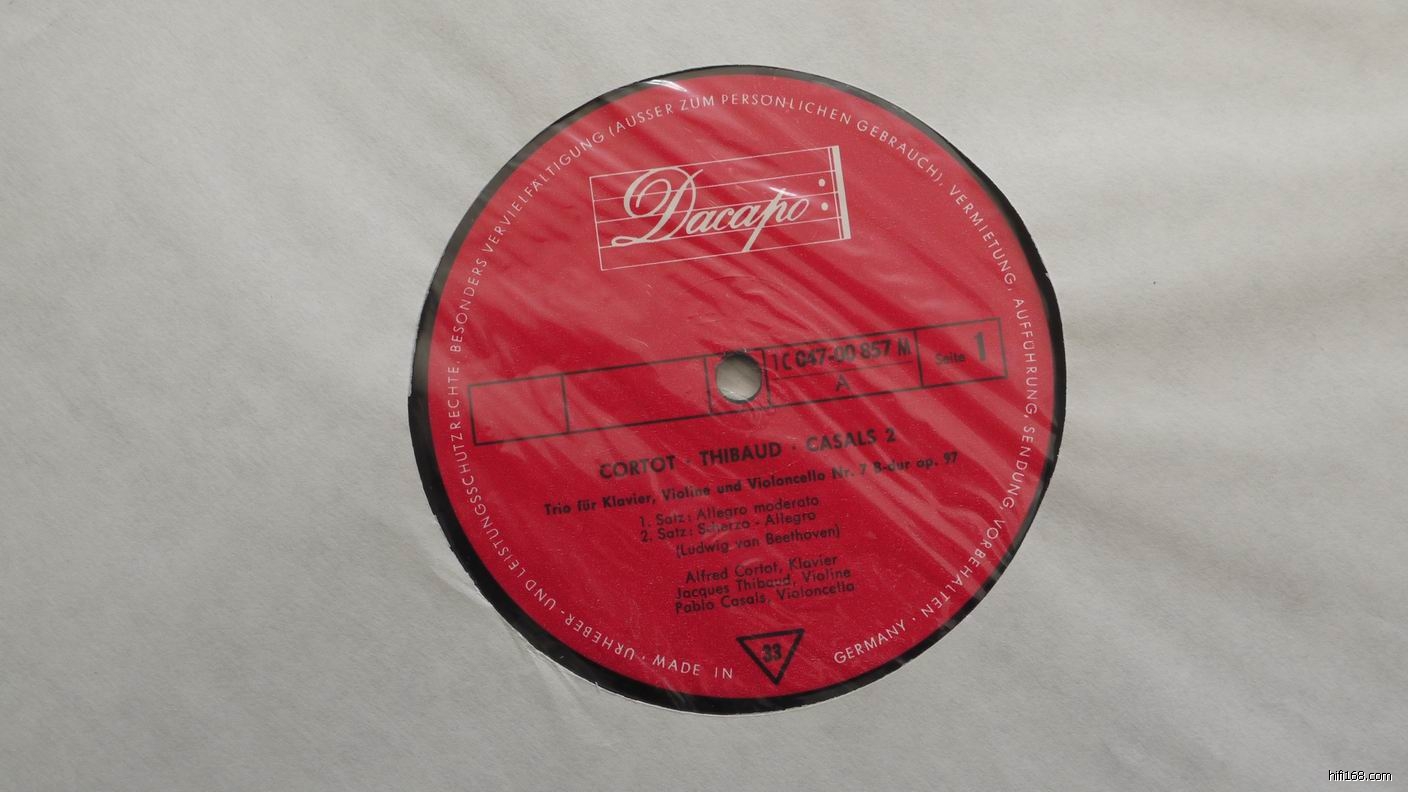 URHEBER- UND LEISTUNGSSCHUTZRECHTE, BESONDERS VERVIELFÄLTIGUNG (AUSSER ZUM PERSÖNLICHEN GEBRAUCH), VERMIETUNG, AUFFÜHRUNG, SENDUNG, VORBEHALTEN · MADE IN GERMANY ·
Dacapo
1 C 047-00 857 M
A
Seite 1
CORTOT · THIBAUD · CASALS 2
Trio für Klavier, Violine und Violoncello Nr. 7 B-dur op. 97
1. Satz: Allegro moderato
2. Satz: Scherzo - Allegro
(Ludwig van Beethoven)
Alfred Cortot, Klavier
Jacques Thibaud, Violine
Pablo Casals, Violoncello
33
hifi168.com